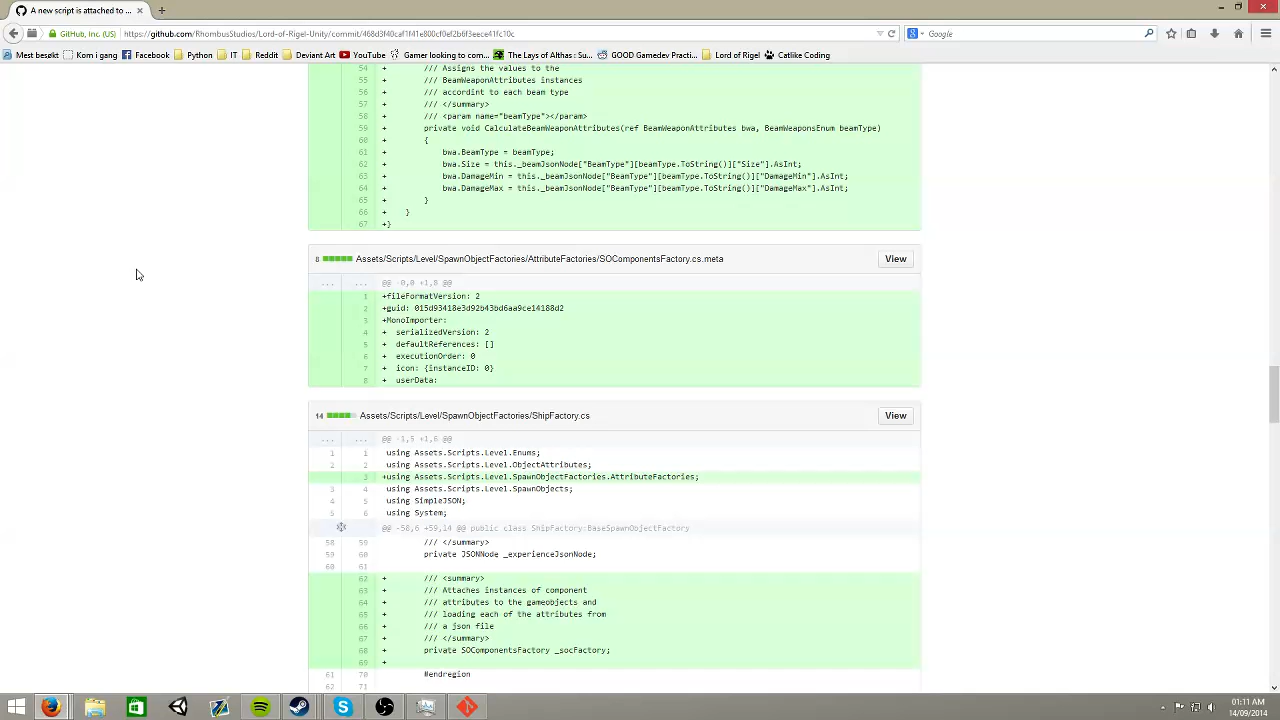 A new script is attached to ...
GitHub, Inc. (US)
https://github.com/RhombusStudios/Lord-of-Rigel-Unity/commit/468d3f40caf1f41e800cf0ef2b6f3eece41fc10c
Google
Mest besökt
Kom i gang
Facebook
Python
IT
Reddit
Deviant Art
YouTube
Gamer looking to recru...
The Lays of Althas : Su...
GOOD Gamedev Practi...
Lord of Rigel
Catlike Coding
54 + /// Assigns the values to the
55 + /// BeamWeaponAttributes instances
56 + /// accordint to each beam type
57 + /// </summary>
58 + /// <param name="beamType"></param>
59 + private void CalculateBeamWeaponAttributes(ref BeamWeaponAttributes bwa, BeamWeaponsEnum beamType)
60 + {
61 + bwa.BeamType = beamType;
62 + bwa.Size = this._beamJsonNode["BeamType"][beamType.ToString()]["Size"].AsInt;
63 + bwa.DamageMin = this._beamJsonNode["BeamType"][beamType.ToString()]["DamageMin"].AsInt;
64 + bwa.DamageMax = this._beamJsonNode["BeamType"][beamType.ToString()]["DamageMax"].AsInt;
65 + }
66 + }
67 +}
8 Assets/Scripts/Level/SpawnObjectFactories/AttributeFactories/SOComponentsFactory.cs.meta View
... ... @@ -0,0 +1,8 @@
1 +fileFormatVersion: 2
2 +guid: 015d93418e3d92b43bd6aa9ce14188d2
3 +MonoImporter:
4 + serializedVersion: 2
5 + defaultReferences: []
6 + executionOrder: 0
7 + icon: {instanceID: 0}
8 + userData:
14 Assets/Scripts/Level/SpawnObjectFactories/ShipFactory.cs View
... ... @@ -1,5 +1,6 @@
1 1 using Assets.Scripts.Level.Enums;
2 2 using Assets.Scripts.Level.ObjectAttributes;
3 +using Assets.Scripts.Level.SpawnObjectFactories.AttributeFactories;
3 4 using Assets.Scripts.Level.SpawnObjects;
4 5 using SimpleJSON;
5 6 using System;
@@ -58,6 +59,14 @@ public class ShipFactory:BaseSpawnObjectFactory
58 59 /// </summary>
59 60 private JSONNode _experienceJsonNode;
60 61
62 + /// <summary>
63 + /// Attaches instances of component
64 + /// attributes to the gameobjects and
65 + /// loading each of the attributes from
66 + /// a json file
67 + /// </summary>
68 + private SOComponentsFactory _socFactory;
69 +
61 70 #endregion
62 71
01:11 AM
14/09/2014